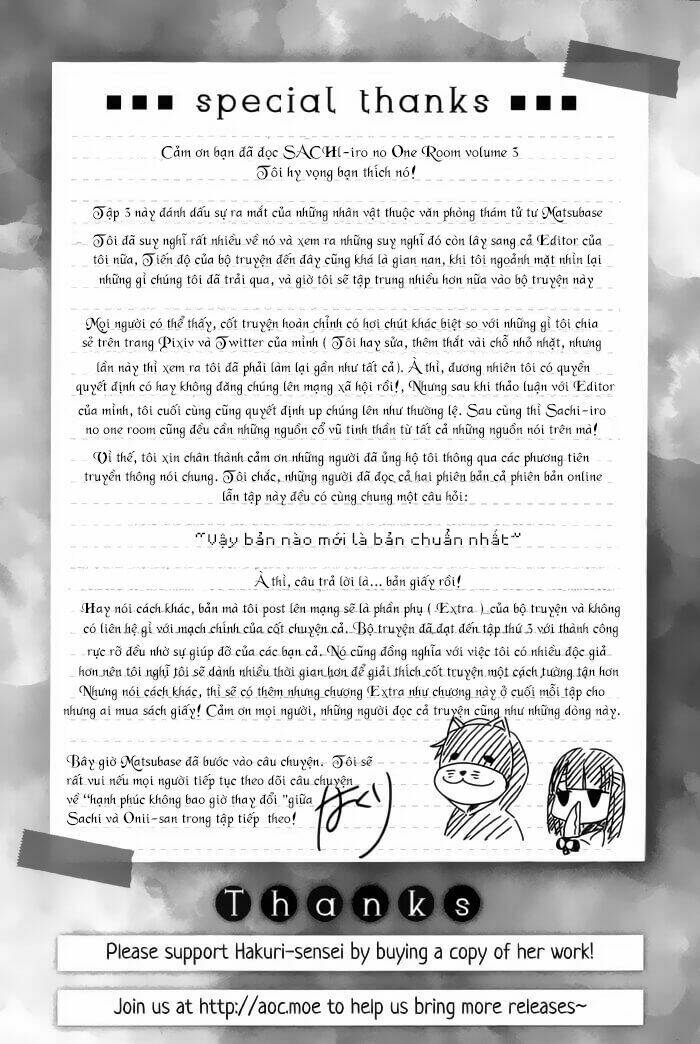 special thanks
Cảm ơn bạn đã đọc SACHI-iro no One Room volume 3
Tôi hy vọng bạn thích nó!
Tập 3 này đánh dấu sự ra mắt của những nhân vật thuộc văn phòng thám tử tư Matsubase
Tôi đã suy nghĩ rất nhiều về nó và xem ra những suy nghĩ đó còn lây sang cả Editor của
tôi nữa, Tiến độ của bộ truyện đến đây cũng khá là gian nan, khi tôi ngoảnh mặt nhìn lại
những gì chúng tôi đã trải qua, và giờ tôi sẽ tập trung nhiều hơn nữa vào bộ truyện này
Mọi người có thể thấy, cốt truyện hoàn chỉnh có hơi chút khác biệt so với những gì tôi chia
sẻ trên trang Pixiv và Twitter của mình ( Tôi hay sửa, thêm thắt vài chỗ nhỏ nhặt, nhưng
lần này thì xem ra tôi đã phải làm lại gần như tất cả). À thì, đương nhiên tôi có quyền
quyết định có hay không đăng chúng lên mạng xã hội rồi!, Nhưng sau khi thảo luận với Editor
của mình, tôi cuối cùng cũng quyết định up chúng lên như thường lệ. Sau cùng thì Sachi-iro
no one room cũng đều cần những nguồn cổ vũ tinh thần từ tất cả những nguồn nói trên mà!
Vì thế, tôi xin chân thành cảm ơn những người đã ủng hộ tôi thông qua các phương tiện
truyền thông nói chung. Tôi chắc, những người đã đọc cả hai phiên bản cả phiên bản online
lẫn tập này đều có cùng chung một câu hỏi:
"Vậy bản nào mới là bản chuẩn nhất"
À thì, câu trả lời là... bản giấy rồi!
Hay nói cách khác, bản mà tôi post lên mạng sẽ là phần phụ ( Extra ) của bộ truyện và không
có liên hệ gì với mạch chính của cốt chuyện cả. Bộ truyện đã đạt đến tập thứ 3 với thành công
rực rỡ đều nhờ sự giúp đỡ của các bạn cả. Nó cũng đồng nghĩa với việc tôi có nhiều độc giả
hơn nên tôi nghĩ tôi sẽ dành nhiều thời gian hơn để giải thích cốt truyện một cách tường tận hơn
Nhưng nói cách khác, thì sẽ có thêm nhưng chương Extra như chương này ở cuối mỗi tập cho
nhưng ai mua sách giấy! Cảm ơn mọi người, những người đọc cả truyện cũng như những dòng này.
Bây giờ Matsubase đã bước vào câu chuyện. Tôi sẽ
rất vui nếu mọi người tiếp tục theo dõi câu chuyện
về "hạnh phúc không bao giờ thay đổi "giữa
Sachi và Onii-san trong tập tiếp theo!
はくり
Thanks
Please support Hakuri-sensei by buying a copy of her work!
Join us at http://aoc.moe to help us bring more releases~